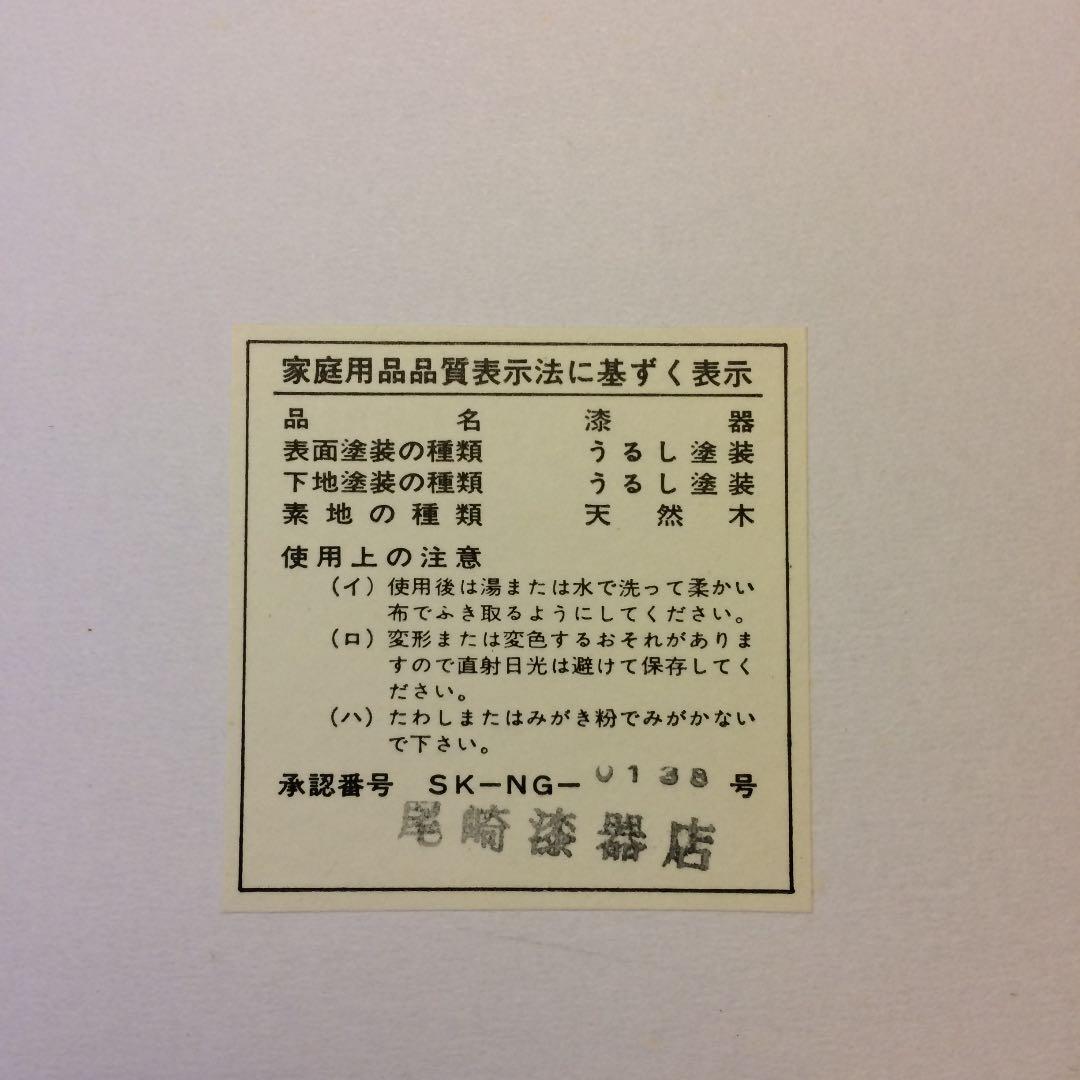 家庭用品品質表示法に基ずく表示
品名 漆器
表面塗装の種類 うるし塗装
下地塗装の種類 うるし塗装
素地の種類 天然木
使用上の注意
(イ) 使用後は湯または水で洗って柔かい
布でふき取るようにしてください。
(ロ) 変形または変色するおそれがありま
すので直射日光は避けて保存してく
ださい。
(ハ) たわしまたはみがき粉でみがかない
で下さい。
承認番号 SK-NG-0138号
尾崎漆器店